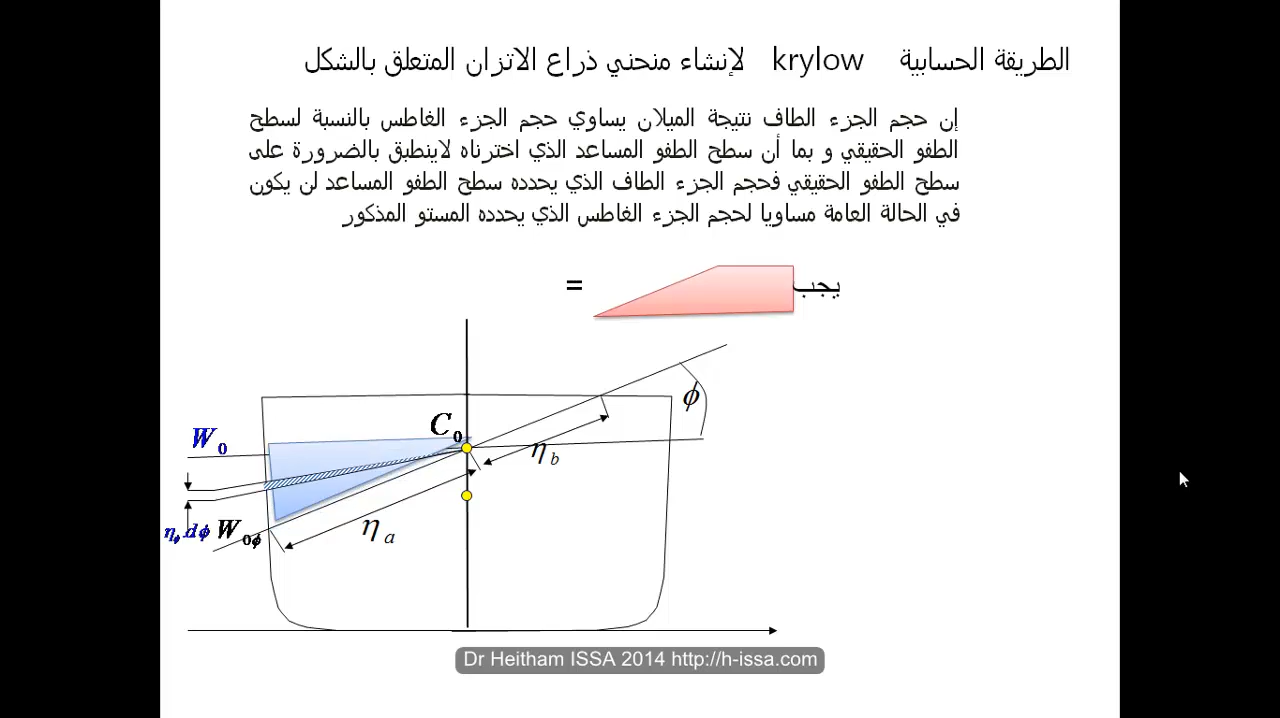 الطريقة الحسابية krylow لإنشاء منحني ذراع الاتزان المتعلق بالشكل
إن حجم الجزء الطاف نتيجة الميلان يساوي حجم الجزء الغاطس بالنسبة لسطح
الطفو الحقيقي و بما أن سطح الطفو المساعد الذي اخترناه لاينطبق بالضرورة على
سطح الطفو الحقيقي فحجم الجزء الطاف الذي يحدده سطح الطفو المساعد لن يكون
في الحالة العامة مساويا لحجم الجزء الغاطس الذي يحدده المستو المذكور
يجب =
ϕ
C₀
W₀
η_b
η_a
dϕ W₀ϕ
Dr Heitham ISSA 2014 http://h-issa.com